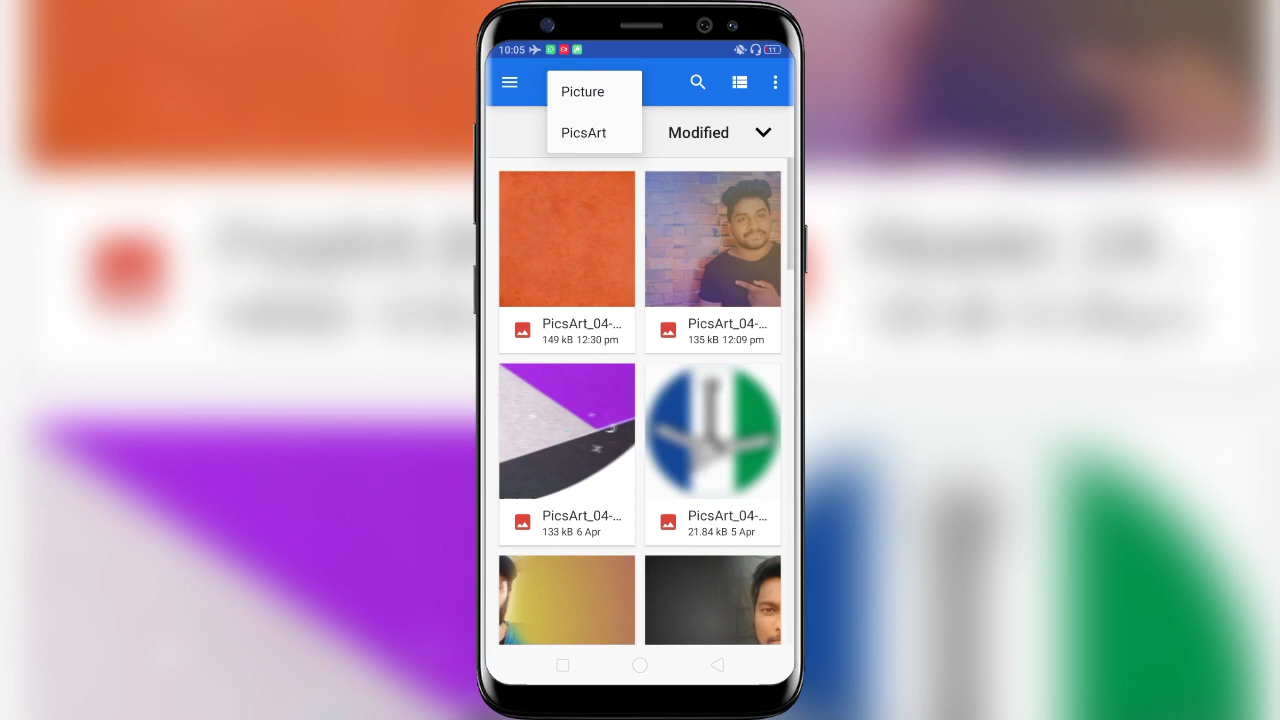 10:05
11
Picture
PicsArt
Modified
PicsArt_04-...
149 kB 12:30 pm
PicsArt_04-...
135 kB 12:09 pm
PicsArt_04-...
133 kB 6 Apr
PicsArt_04-...
21.84 kB 5 Apr